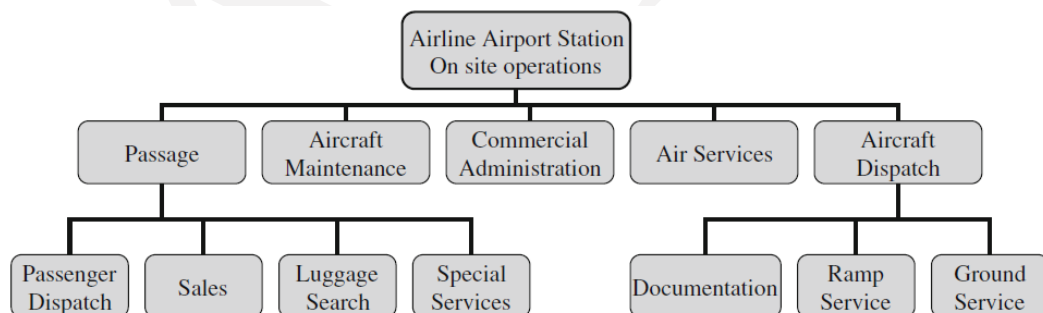 Airline Airport Station
On site operations
Passage
Aircraft
Maintenance
Commercial
Administration
Air Services
Aircraft
Dispatch
Passenger
Dispatch
Sales
Luggage
Search
Special
Services
Documentation
Ramp
Service
Ground
Service